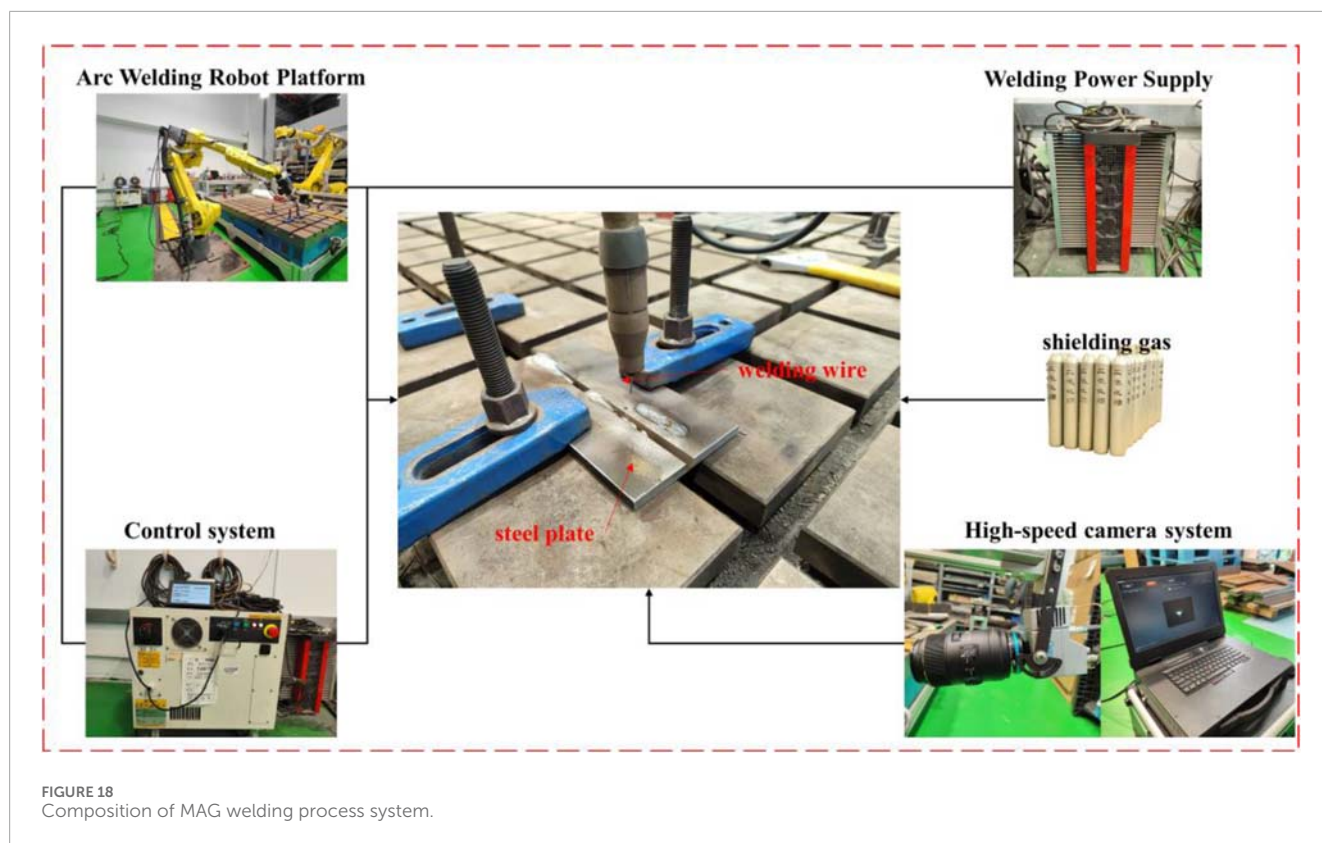 Arc Welding Robot Platform
Welding Power Supply
welding wire
shielding gas
steel plate
Control system
High-speed camera system
FIGURE 18
Composition of MAG welding process system.